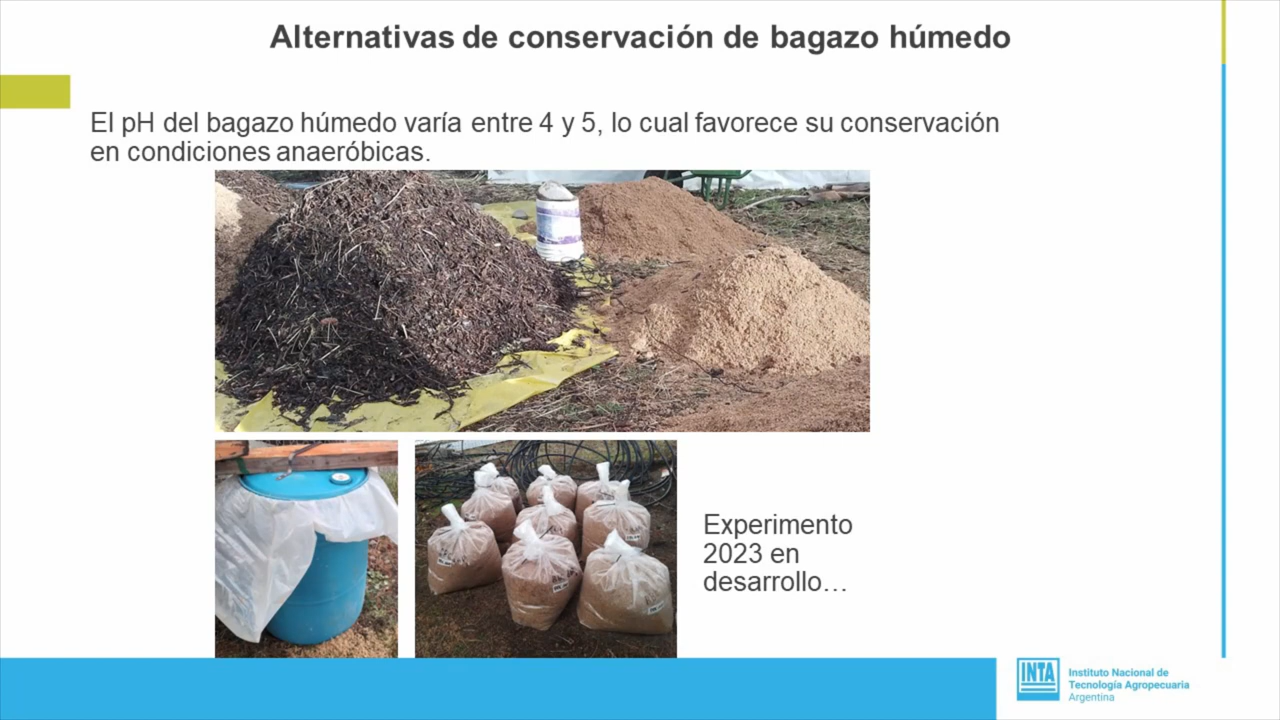 Alternativas de conservación de bagazo húmedo
El pH del bagazo húmedo varía entre 4 y 5, lo cual favorece su conservación
en condiciones anaeróbicas.
Experimento
2023 en
desarrollo…
INTA
Instituto Nacional de
Tecnología Agropecuaria
Argentina